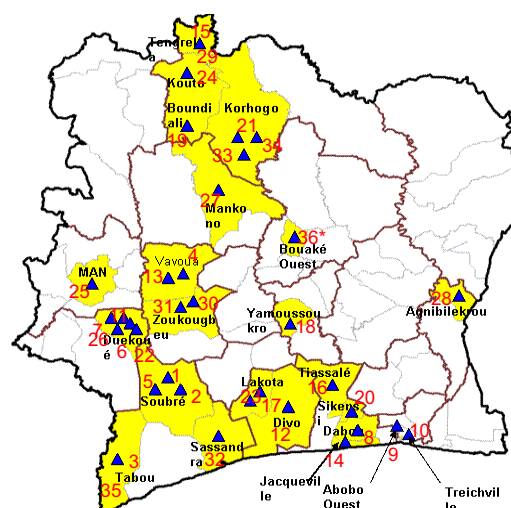 15
Tengrel
a
29
24
Kouto
Boundi
ali
19
Korhogo
21
34
33
27
Manko
no
36*
Bouaké
Ouest
MAN
25
Vavoua
4
13
31
30
Zoukougb
eu
Yamoussou
kro
18
28
Agnibilekrou
7
11
26
Duekou
é
6
22
1
5
2
Soubré
Lakota
23
17
Divo
12
Tiassalé
16
Sikens
i
20
Dabou
8
14
9
10
Sassand
ra
32
3
Tabou
35
Jacquevil
le
Abobo
Ouest
Treichvil
le